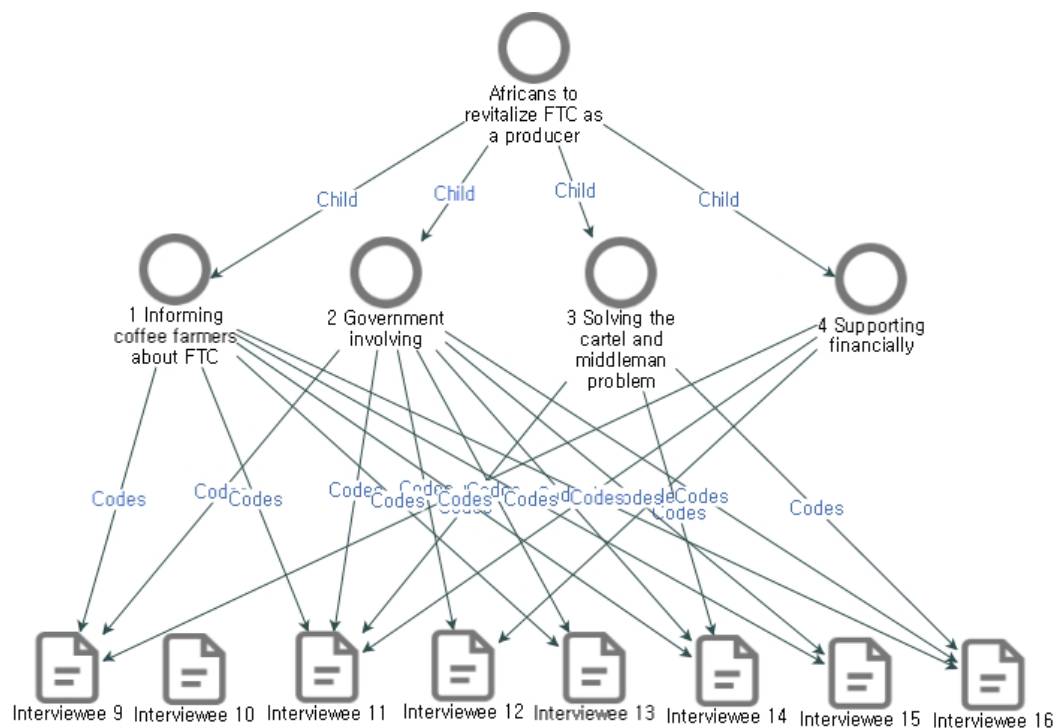 Africans to
revitalize FTC as
a producer
Child
Child
Child
Child
1 Informing
coffee farmers
about FTC
2 Government
involving
3 Solving the
cartel and
middleman
problem
4 Supporting
financially
Codes
Codes
Codes
Codes
Codes
Codes
Codes
Codes
Codes
Codes
Codes
Interviewee 9
Interviewee 10
Interviewee 11
Interviewee 12
Interviewee 13
Interviewee 14
Interviewee 15
Interviewee 16